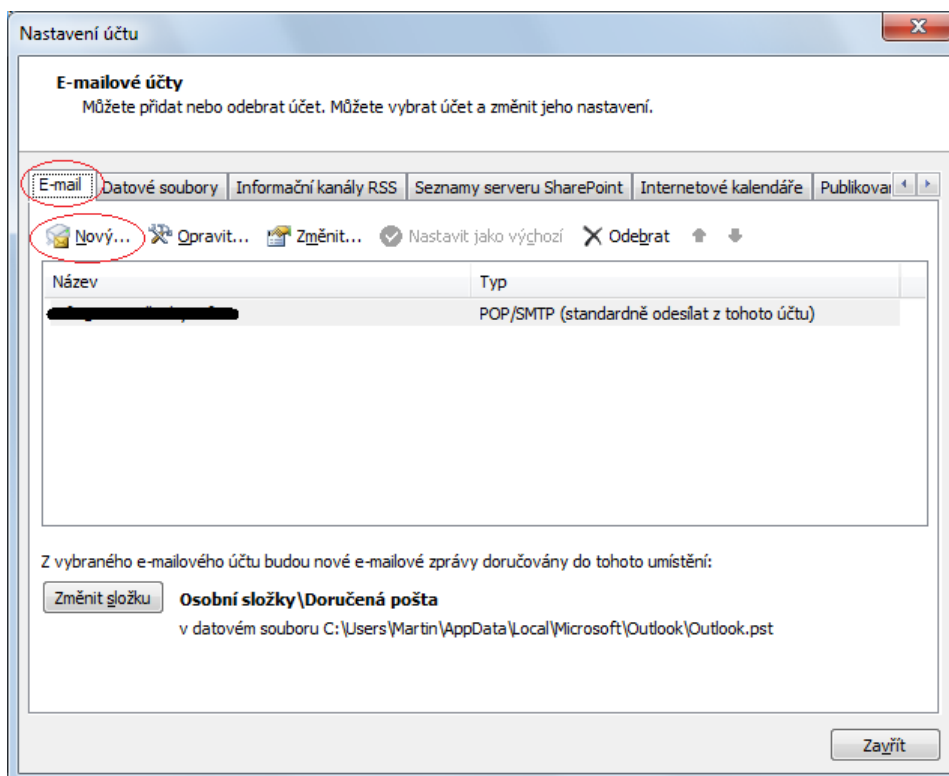 Nastavení účtu
E-mailové účty
Můžete přidat nebo odebrat účet. Můžete vybrat účet a změnit jeho nastavení.
E-mail Datové soubory Informační kanály RSS Seznamy serveru SharePoint Internetové kalendáře Publikovan
Nový... Opravit... Změnit... Nastavit jako výchozí Odebrat
Název Typ
POP/SMTP (standardně odesílat z tohoto účtu)
Z vybraného e-mailového účtu budou nové e-mailové zprávy doručovány do tohoto umístění:
Změnit složku Osobní složky\Doručená pošta
v datovém souboru C:\Users\Martin\AppData\Local\Microsoft\Outlook\Outlook.pst
Zavřít